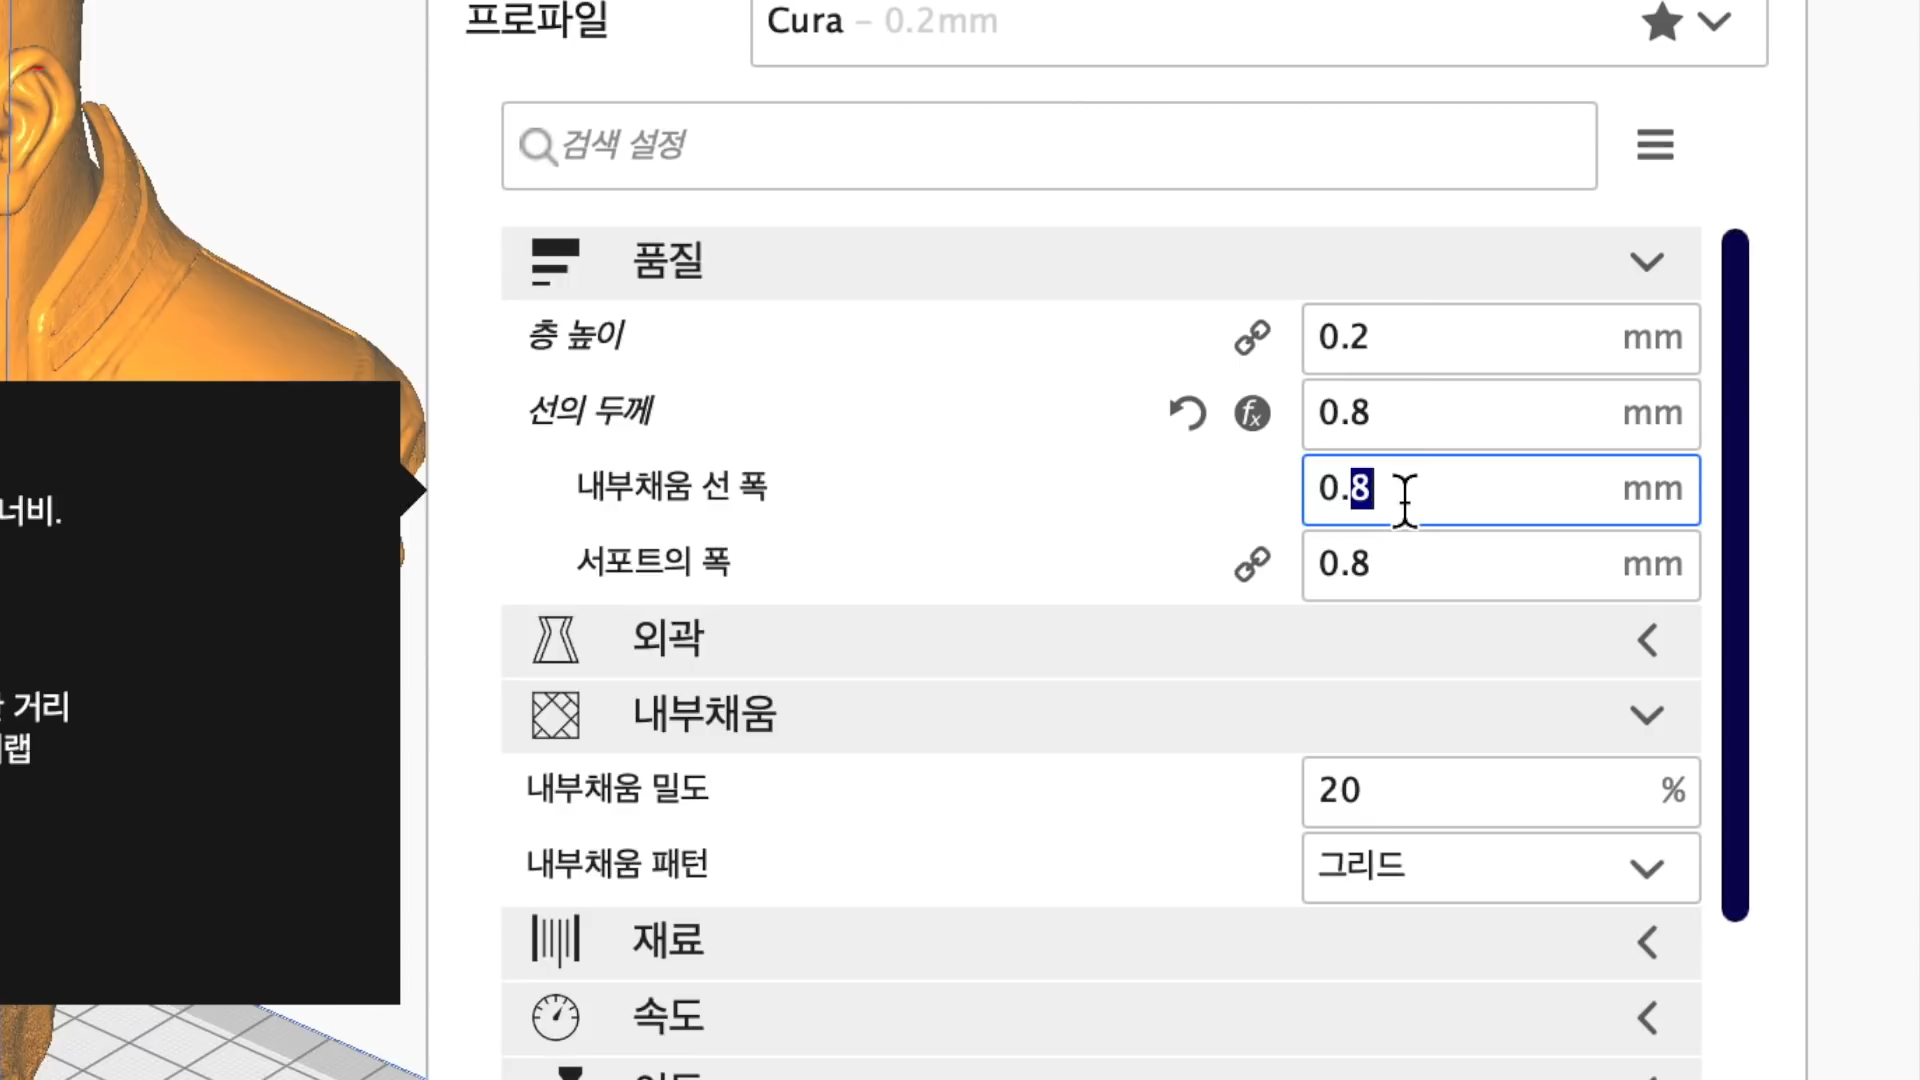 프로파일
Cura – 0.2mm
검색 설정
품질
층 높이
0.2 mm
선의 두께
fx
0.8 mm
내부채움 선 폭
0.8 mm
서포트의 폭
0.8 mm
너비.
거리
랩
외곽
내부채움
내부채움 밀도
20 %
내부채움 패턴
그리드
재료
속도